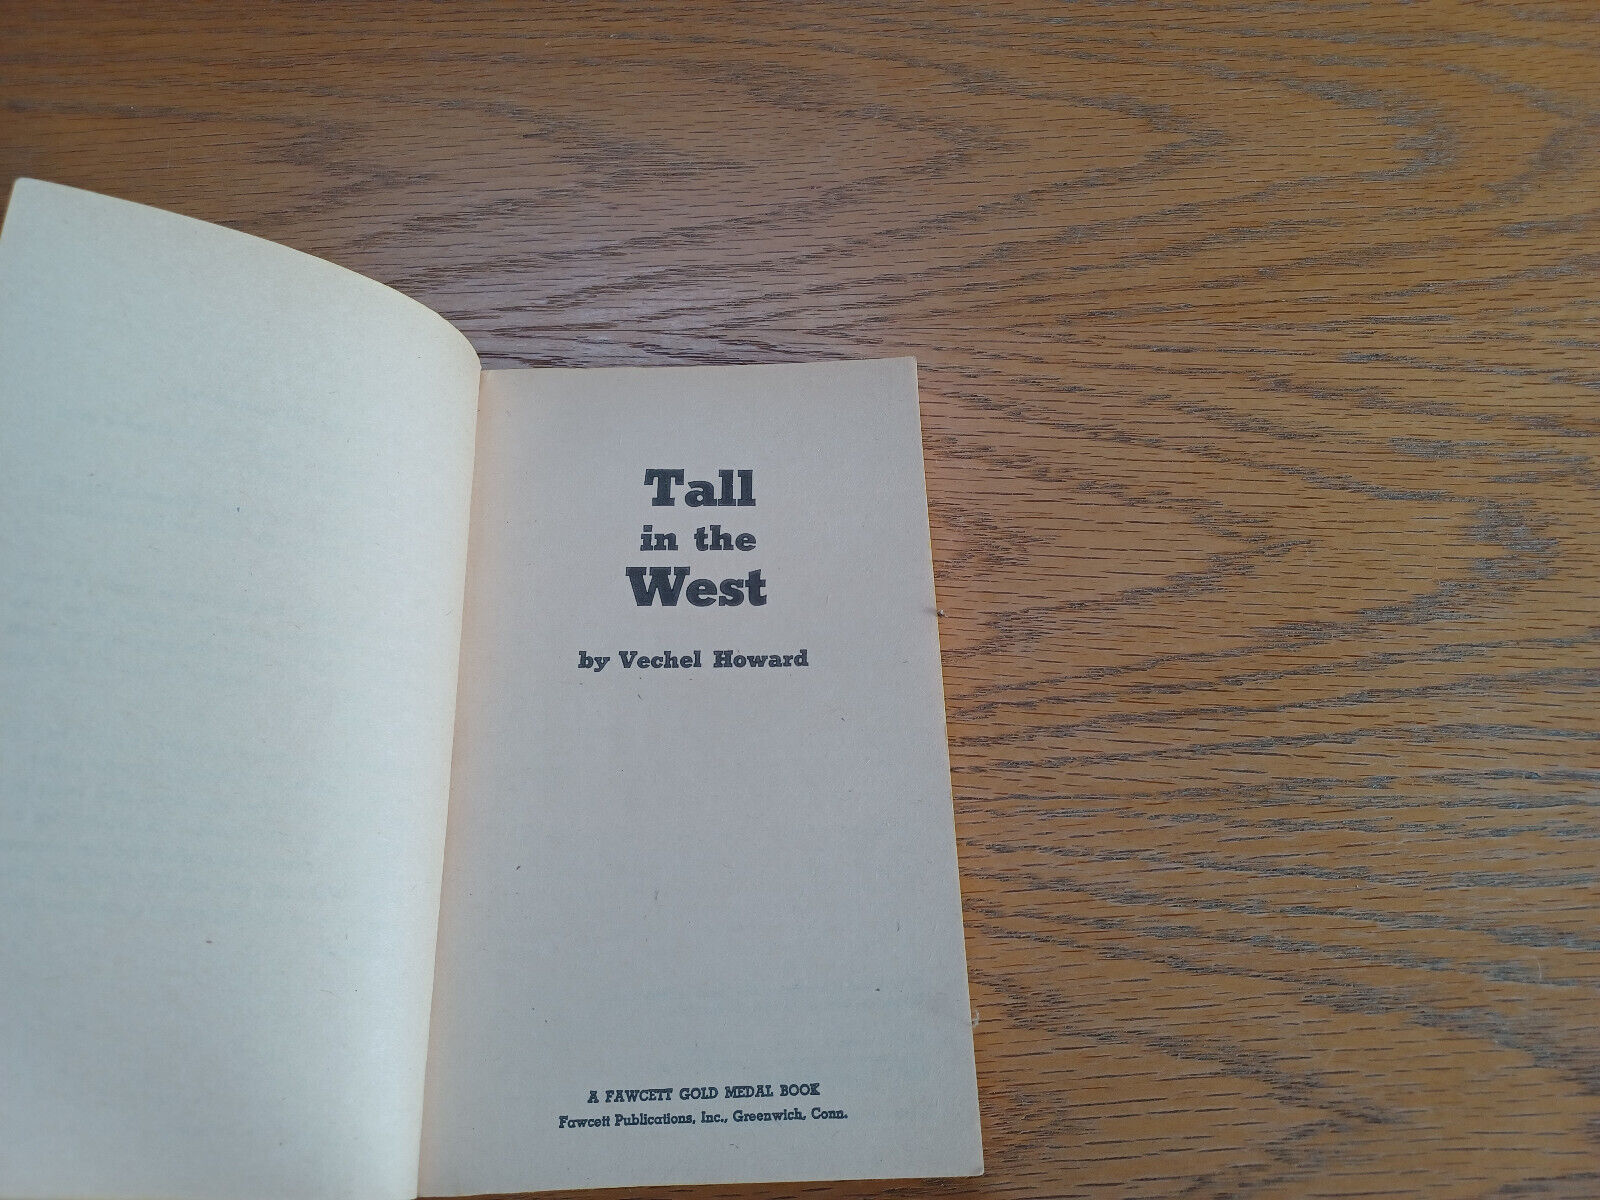 Tall
in the
West
by Vechel Howard
A FAWCETT GOLD MEDAL BOOK
Fawcett Publications, Inc., Greenwich, Conn.